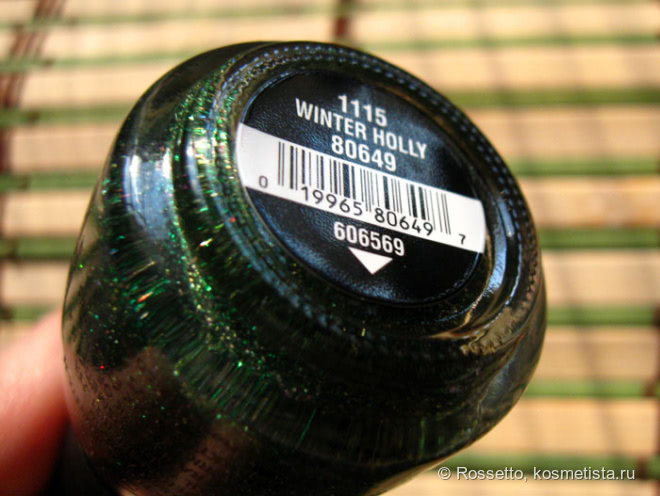 1115
WINTER HOLLY
80649
0 19965 80649 7
606569
© Rossetto, kosmetista.ru